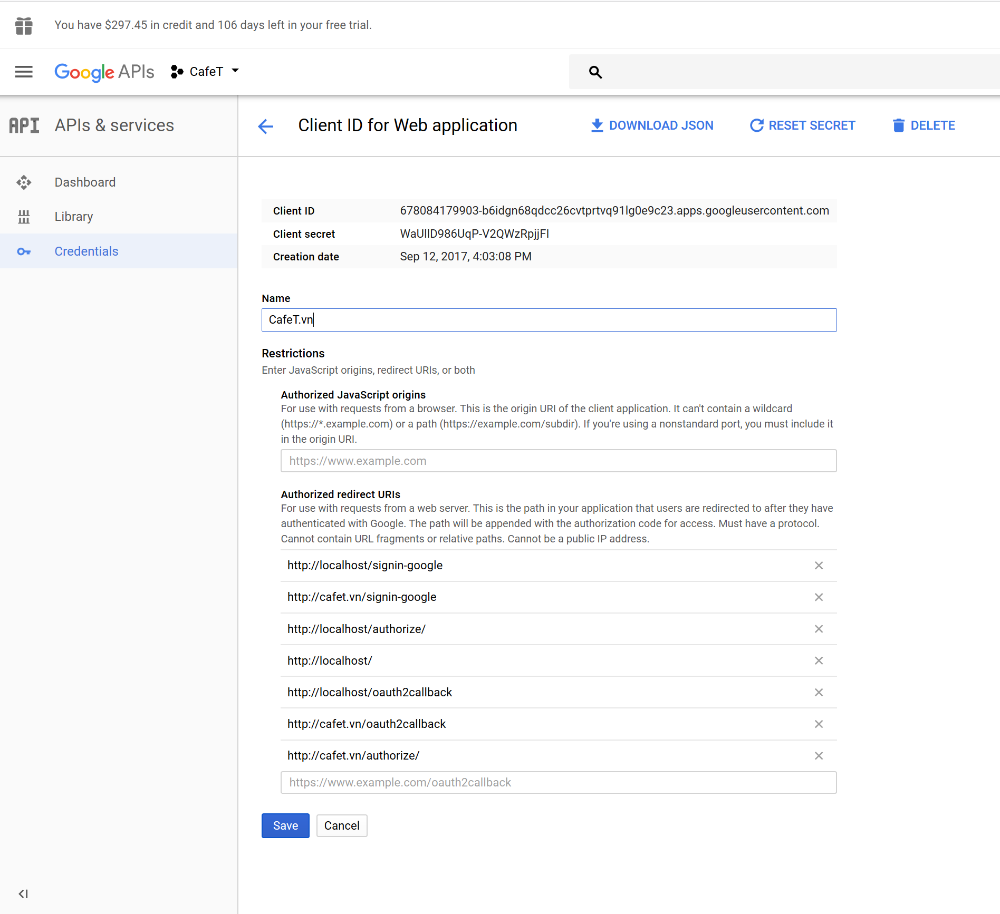 You have $297.45 in credit and 106 days left in your free trial.
Google APIs CafeT
API APIs & services
Client ID for Web application DOWNLOAD JSON RESET SECRET DELETE
Dashboard
Library
Credentials
Client ID 678084179903-b6idgn68qdcc26cvtprtvq91lg0e9c23.apps.googleusercontent.com
Client secret WaUllD986UqP-V2QWzRpjjFI
Creation date Sep 12, 2017, 4:03:08 PM
Name
CafeT.vn
Restrictions
Enter JavaScript origins, redirect URIs, or both
Authorized JavaScript origins
For use with requests from a browser. This is the origin URI of the client application. It can't contain a wildcard
(https://*.example.com) or a path (https://example.com/subdir). If you're using a nonstandard port, you must include it
in the origin URI.
https://www.example.com
Authorized redirect URIs
For use with requests from a web server. This is the path in your application that users are redirected to after they have
authenticated with Google. The path will be appended with the authorization code for access. Must have a protocol.
Cannot contain URL fragments or relative paths. Cannot be a public IP address.
http://localhost/signin-google
http://cafet.vn/signin-google
http://localhost/authorize/
http://localhost/
http://localhost/oauth2callback
http://cafet.vn/oauth2callback
http://cafet.vn/authorize/
https://www.example.com/oauth2callback
Save Cancel